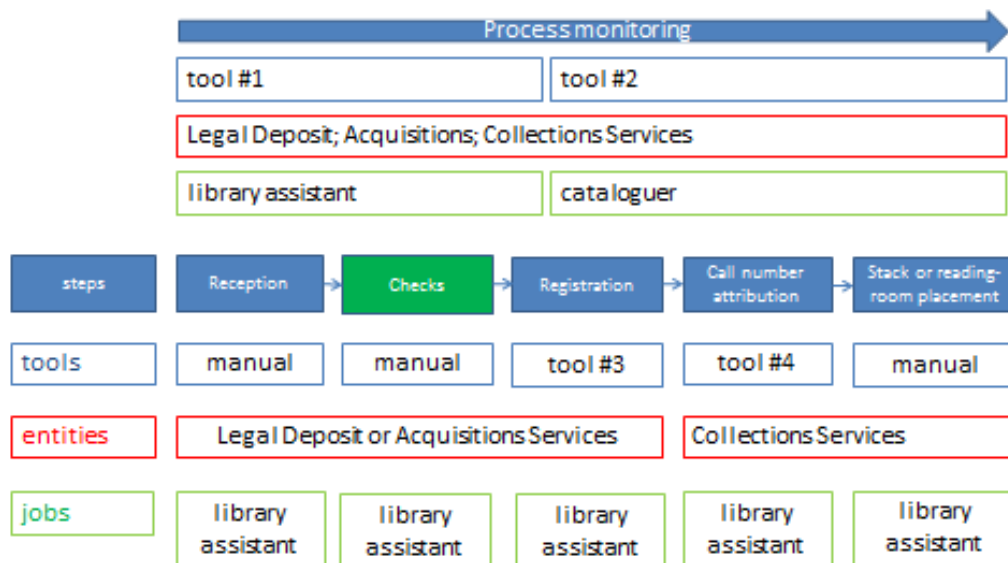 Process monitoring
tool #1
tool #2
Legal Deposit; Acquisitions; Collections Services
library assistant
cataloguer
steps
Reception
Checks
Registration
Call number
attribution
Stack or reading-
room placement
tools
manual
manual
tool #3
tool #4
manual
entities
Legal Deposit or Acquisitions Services
Collections Services
jobs
library
assistant
library
assistant
library
assistant
library
assistant
library
assistant